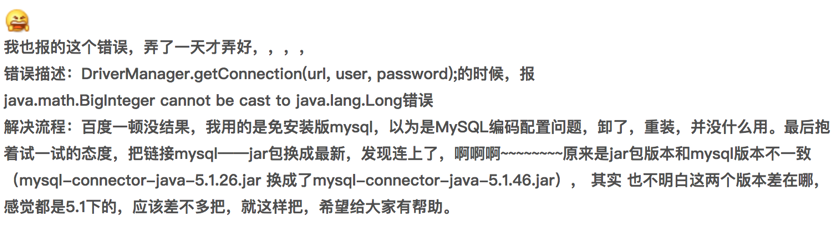 我也报的这个错误，弄了一天才弄好，，，，
错误描述：DriverManager.getConnection(url, user, password);的时候，报
java.math.BigInteger cannot be cast to java.lang.Long错误
解决流程：百度一顿没结果，我用的是免安装版mysql，以为是MySQL编码配置问题，卸了，重装，并没什么用。最后抱
着试一试的态度，把链接mysql——jar包换成最新，发现连上了，啊啊啊~~~~~~~~原来是jar包版本和mysql版本不一致
（mysql-connector-java-5.1.26.jar 换成了mysql-connector-java-5.1.46.jar）， 其实 也不明白这两个版本差在哪，
感觉都是5.1下的，应该差不多把，就这样把，希望给大家有帮助。